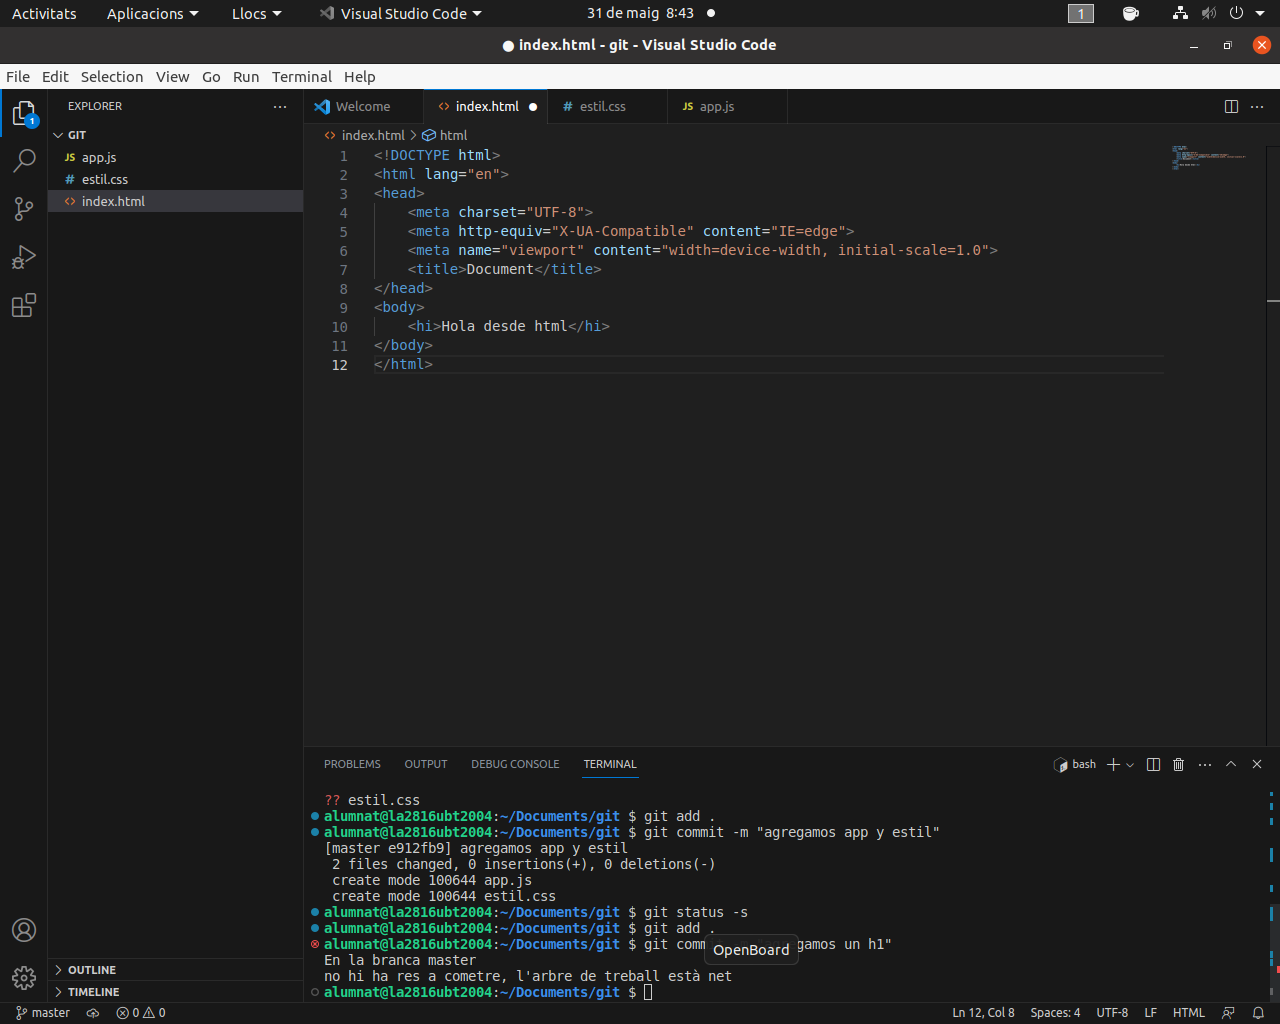 Activitats Aplicacions Llocs Visual Studio Code 31 de maig 8:43 1
index.html - git - Visual Studio Code
File Edit Selection View Go Run Terminal Help
EXPLORER
GIT
app.js
estil.css
index.html
OUTLINE
TIMELINE
1
Welcome index.html estil.css app.js
index.html > html
1 <!DOCTYPE html>
2 <html lang="en">
3 <head>
4 <meta charset="UTF-8">
5 <meta http-equiv="X-UA-Compatible" content="IE=edge">
6 <meta name="viewport" content="width=device-width, initial-scale=1.0">
7 <title>Document</title>
8 </head>
9 <body>
10 <hi>Hola desde html</hi>
11 </body>
12 </html>
PROBLEMS OUTPUT DEBUG CONSOLE TERMINAL bash
?? estil.css
alumnat@la2816ubt2004:~/Documents/git $ git add .
alumnat@la2816ubt2004:~/Documents/git $ git commit -m "agregamos app y estil"
[master e912fb9] agregamos app y estil
2 files changed, 0 insertions(+), 0 deletions(-)
create mode 100644 app.js
create mode 100644 estil.css
alumnat@la2816ubt2004:~/Documents/git $ git status -s
alumnat@la2816ubt2004:~/Documents/git $ git add .
alumnat@la2816ubt2004:~/Documents/git $ git un h1"
OpenBoard
En la branca master
no hi ha res a cometre, l'arbre de treball està net
alumnat@la2816ubt2004:~/Documents/git $
master 0 0 Ln 12, Col 8 Spaces: 4 UTF-8 LF HTML